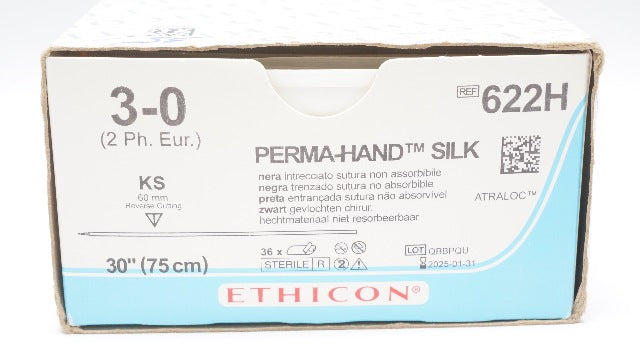 3-0
(2 Ph. Eur.)
KS
60 mm
Reverse Cutting
30" (75 cm)
REF 622H
PERMA-HAND™ SILK
nera intrecciato sutura non assorbibile
negra trenzado sutura no absorbible
preta entrançada sutura não absorvível
zwart gevlochten chirur.
hechtmateriaal niet resorbeerbaar
ATRALOC™
36 x
STERILE R
2
LOT QRBPQU
2025-01-31
ETHICON®